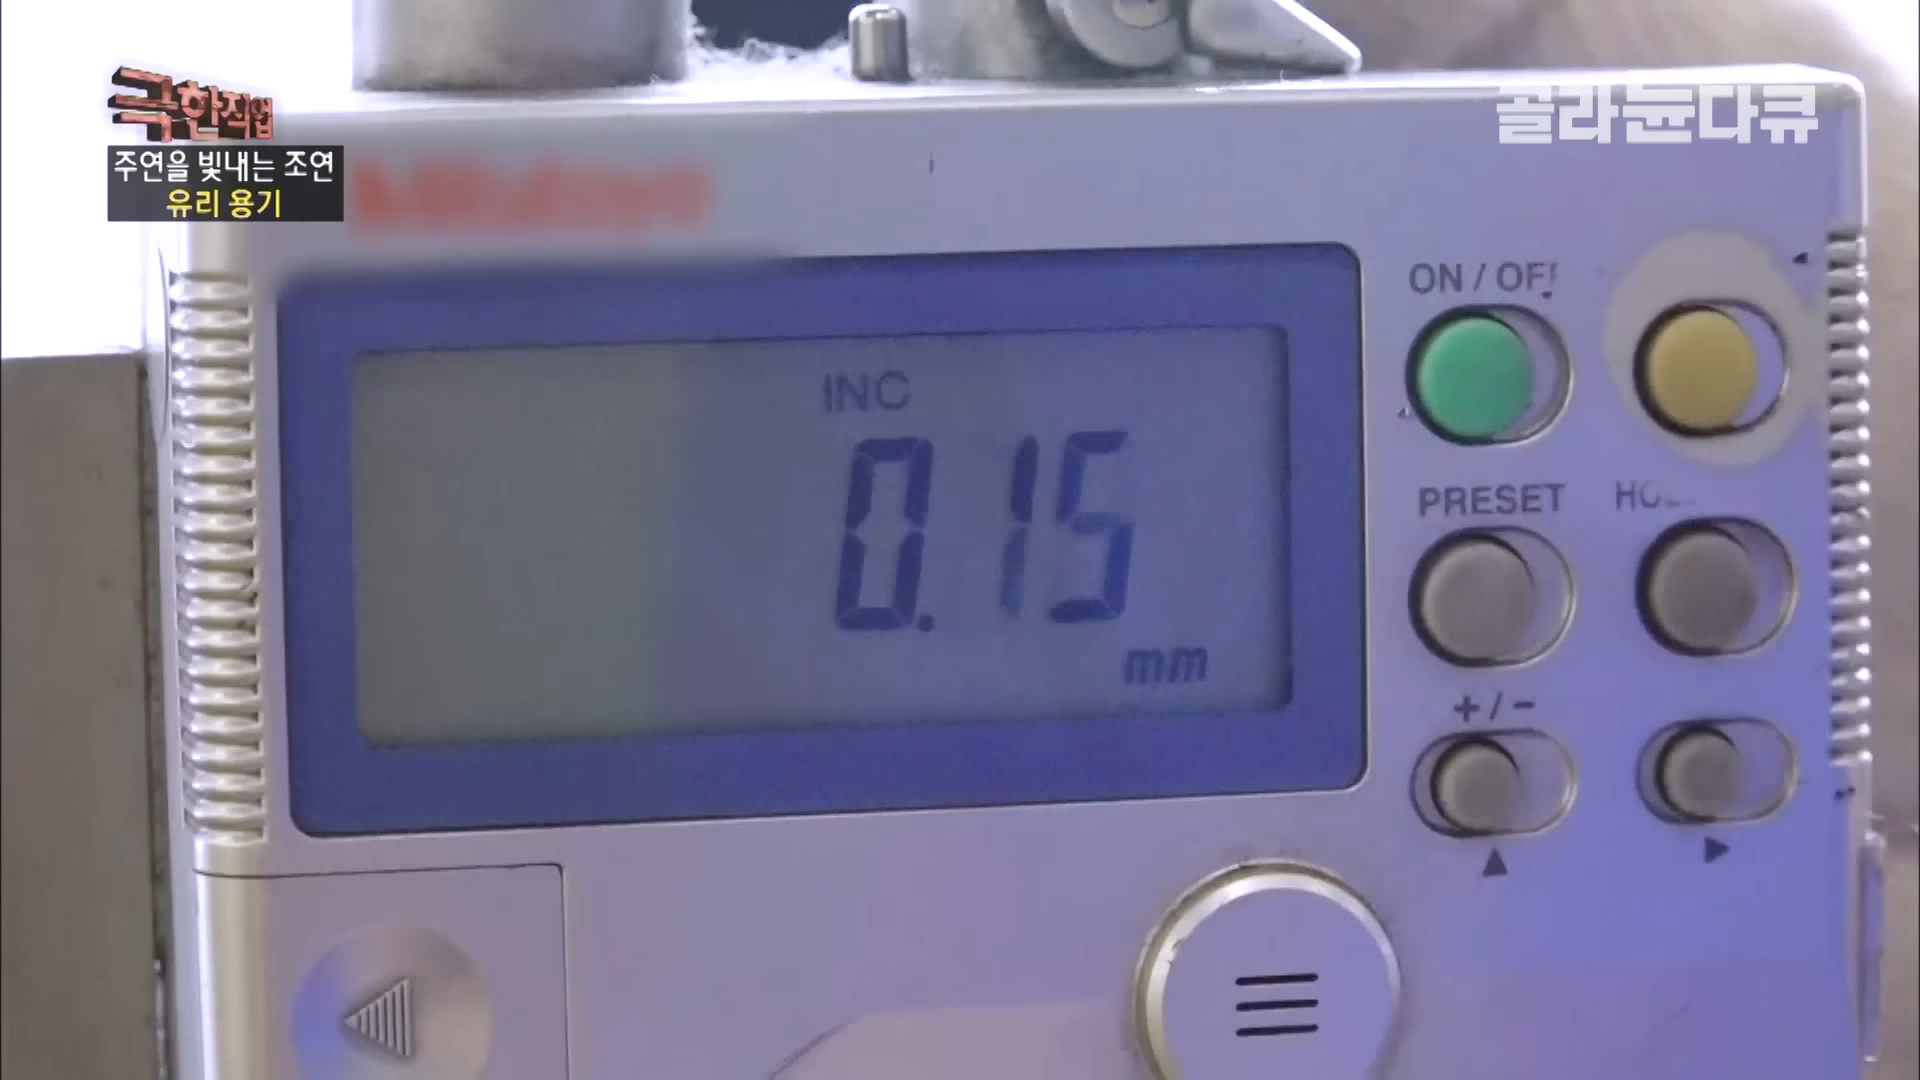 극한직업
골라듄다큐
주연을 빛내는 조연
유리 용기
ON / OFF
INC
0.15
mm
PRESET
+ / -